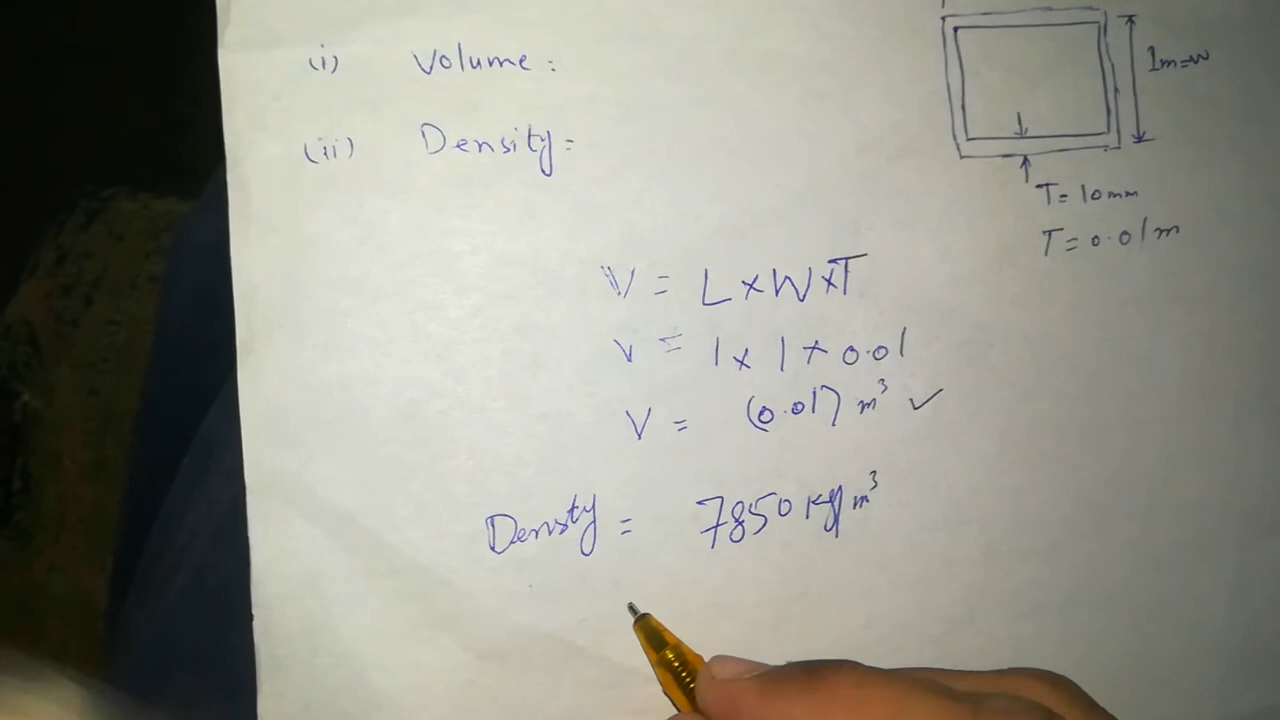 (i) Volume :
1m=W
(ii) Density =
T= 10mm
T= 0.01m
V = L×W×T
V = 1 × 1 × 0.01
V = (0.01) m³ ✓
Density = 7850 Kg/m³